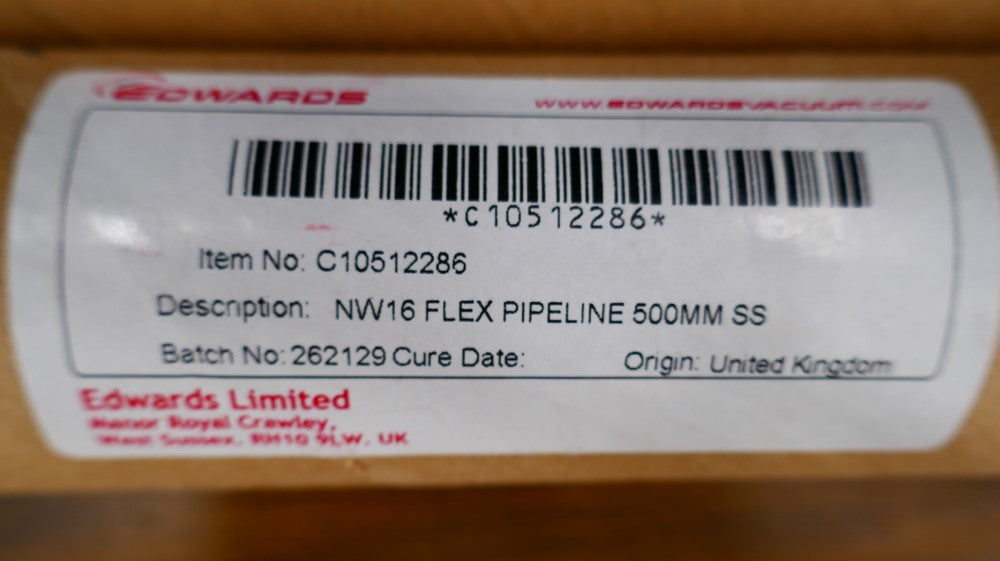 EDWARDS
WWW.EDWARDSVACUUM.COM
*C10512286*
Item No: C10512286
Description: NW16 FLEX PIPELINE 500MM SS
Batch No: 262129 Cure Date:
Origin: United Kingdom
Edwards Limited
Manor Royal Crawley,
West Sussex, RH10 9LW, UK